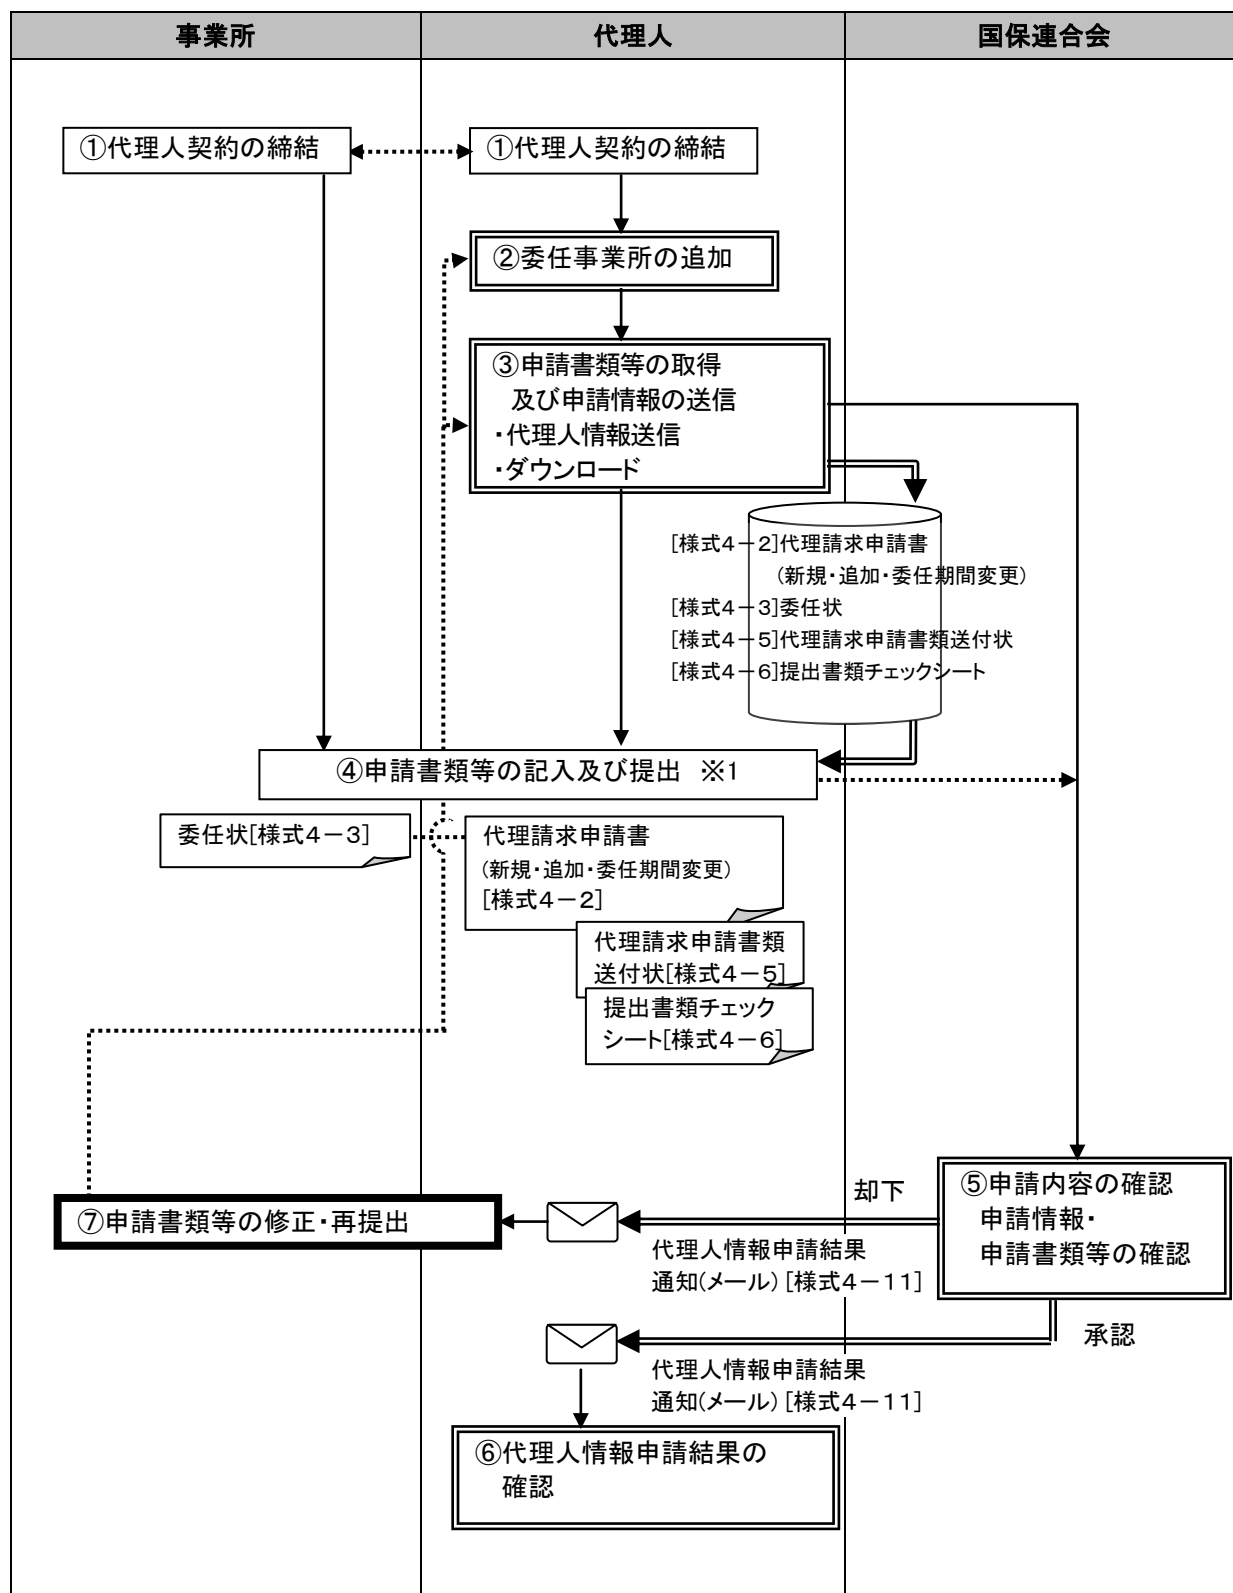 事業所
代理人
国保連合会
①代理人契約の締結
①代理人契約の締結
②委任事業所の追加
③申請書類等の取得
及び申請情報の送信
・代理人情報送信
・ダウンロード
[様式4－2]代理請求申請書
(新規・追加・委任期間変更)
[様式4－3]委任状
[様式4－5]代理請求申請書類送付状
[様式4－6]提出書類チェックシート
④申請書類等の記入及び提出 ※1
委任状[様式4－3]
代理請求申請書
(新規・追加・委任期間変更)
[様式4－2]
代理請求申請書類
送付状[様式4－5]
提出書類チェック
シート[様式4－6]
⑤申請内容の確認
申請情報・
申請書類等の確認
却下
⑦申請書類等の修正・再提出
代理人情報申請結果
通知(メール)[様式4－11]
承認
代理人情報申請結果
通知(メール)[様式4－11]
⑥代理人情報申請結果の
確認